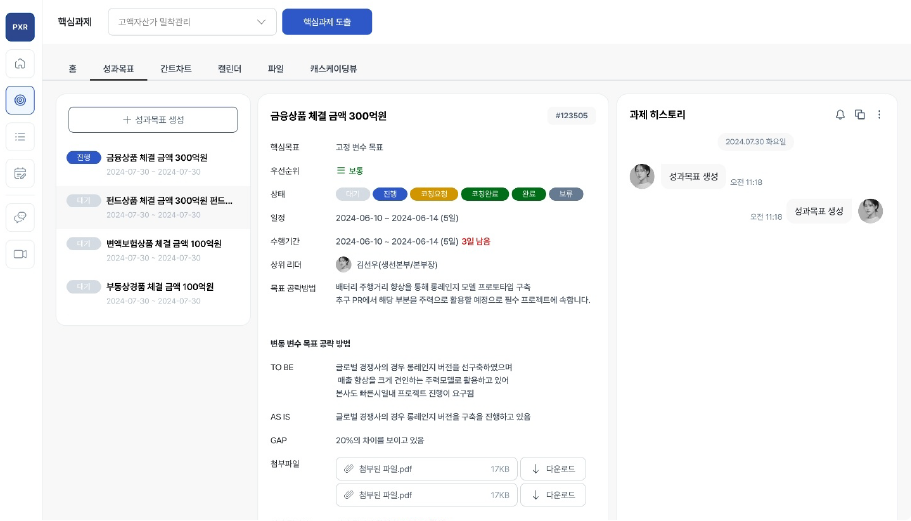 PXR
핵심과제
고액자산가 밀착관리
핵심과제 도출
홈
성과목표
간트차트
캘린더
파일
캐스케이딩뷰
+ 성과목표 생성
진행
금융상품 체결 금액 300억원
2024-07-30 ~ 2024-07-30
대기
펀드상품 체결 금액 300억원 펀드...
2024-07-30 ~ 2024-07-30
대기
변액보험상품 체결 금액 100억원
2024-07-30 ~ 2024-07-30
대기
부동상경품 체결 금액 100억원
2024-07-30 ~ 2024-07-30
금융상품 체결 금액 300억원
#123505
핵심목표
고정 변수 목표
우선순위
보통
상태
대기 진행 코칭요청 코칭완료 완료 보류
일정
2024-06-10 ~ 2024-06-14 (5일)
수행기간
2024-06-10 ~ 2024-06-14 (5일) 3일 남음
상위 리더
김선우(생선본부/본부장)
목표 공략방법
배터리 주행거리 향상을 통해 롱레인지 모델 프로토타입 구축
추구 PR에서 해당 부분을 주력으로 활용할 예정으로 필수 프로젝트에 속합니다.
변동 변수 목표 공략 방법
TO BE
글로벌 경쟁사의 경우 롱레인지 버전을 선구축하였으며
매출 향상을 크게 견인하는 주력모델로 활용하고 있어
본사도 빠른시일내 프로젝트 진행이 요구됨
AS IS
글로벌 경쟁사의 경우 롱레인지 버전을 구축을 진행하고 있음
GAP
20%의 차이를 보이고 있음
첨부파일
첨부된 파일.pdf
17KB
다운로드
첨부된 파일.pdf
17KB
다운로드
과제 히스토리
2024.07.30 화요일
성과목표 생성
오전 11:18
오전 11:18
성과목표 생성